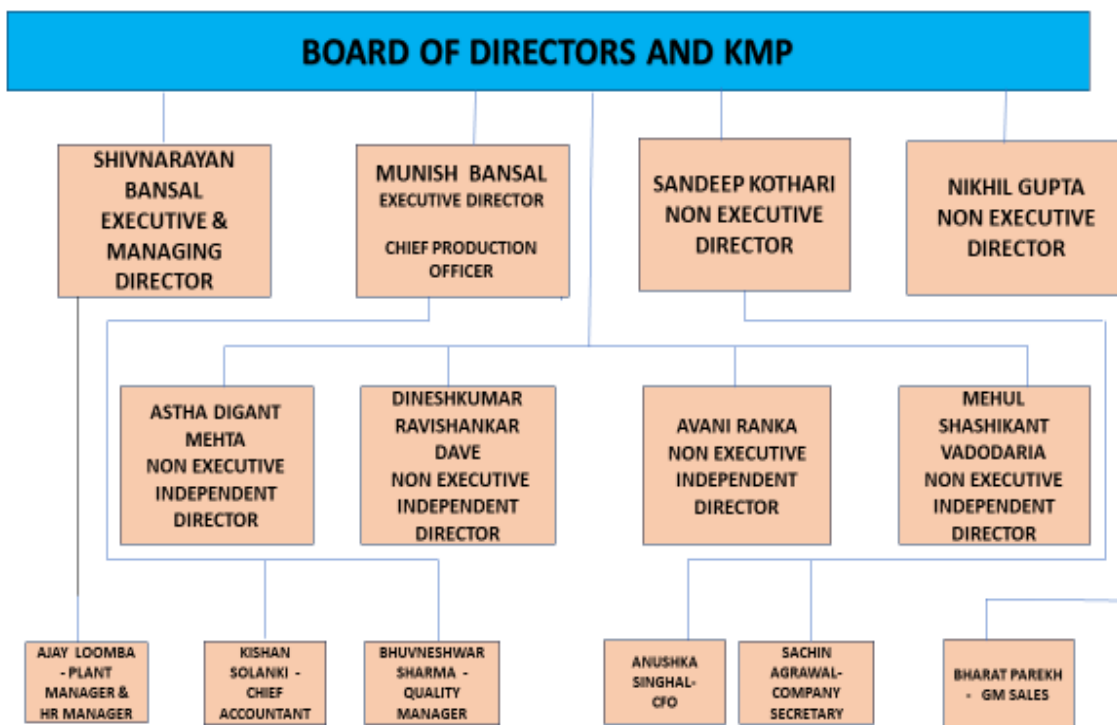 BOARD OF DIRECTORS AND KMP
SHIVNARAYAN
BANSAL
EXECUTIVE &
MANAGING
DIRECTOR
MUNISH BANSAL
EXECUTIVE DIRECTOR
CHIEF PRODUCTION
OFFICER
SANDEEP KOTHARI
NON EXECUTIVE
DIRECTOR
NIKHIL GUPTA
NON EXECUTIVE
DIRECTOR
ASTHA DIGANT
MEHTA
NON EXECUTIVE
INDEPENDENT
DIRECTOR
DINESHKUMAR
RAVISHANKAR
DAVE
NON EXECUTIVE
INDEPENDENT
DIRECTOR
AVANI RANKA
NON EXECUTIVE
INDEPENDENT
DIRECTOR
MEHUL
SHASHIKANT
VADODARIA
NON EXECUTIVE
INDEPENDENT
DIRECTOR
AJAY LOOMBA
- PLANT
MANAGER &
HR MANAGER
KISHAN
SOLANKI -
CHIEF
ACCOUNTANT
BHUVNESHWAR
SHARMA -
QUALITY
MANAGER
ANUSHKA
SINGHAL-
CFO
SACHIN
AGRAWAL-
COMPANY
SECRETARY
BHARAT PAREKH
- GM SALES